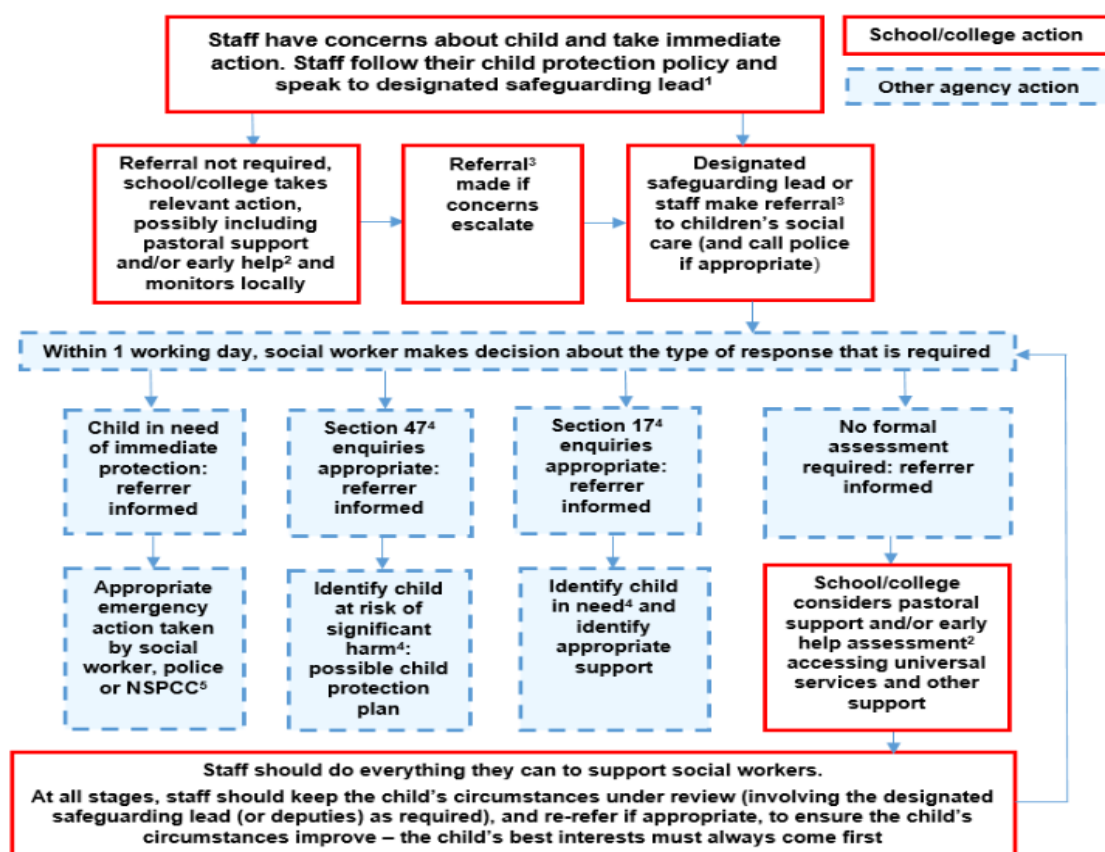 Staff have concerns about child and take immediate
action. Staff follow their child protection policy and
speak to designated safeguarding lead¹
School/college action
Other agency action
Referral not required,
school/college takes
relevant action,
possibly including
pastoral support
and/or early help² and
monitors locally
Referral³
made if
concerns
escalate
Designated
safeguarding lead or
staff make referral³
to children's social
care (and call police
if appropriate)
Within 1 working day, social worker makes decision about the type of response that is required
Child in need
of immediate
protection:
referrer
informed
Section 47⁴
enquiries
appropriate:
referrer
informed
Section 17⁴
enquiries
appropriate:
referrer
informed
No formal
assessment
required: referrer
informed
Appropriate
emergency
action taken
by social
worker, police
or NSPCC⁵
Identify child
at risk of
significant
harm⁴:
possible child
protection
plan
Identify child
in need⁴ and
identify
appropriate
support
School/college
considers pastoral
support and/or early
help assessment²
accessing universal
services and other
support
Staff should do everything they can to support social workers.
At all stages, staff should keep the child's circumstances under review (involving the designated
safeguarding lead (or deputies) as required), and re-refer if appropriate, to ensure the child's
circumstances improve – the child's best interests must always come first